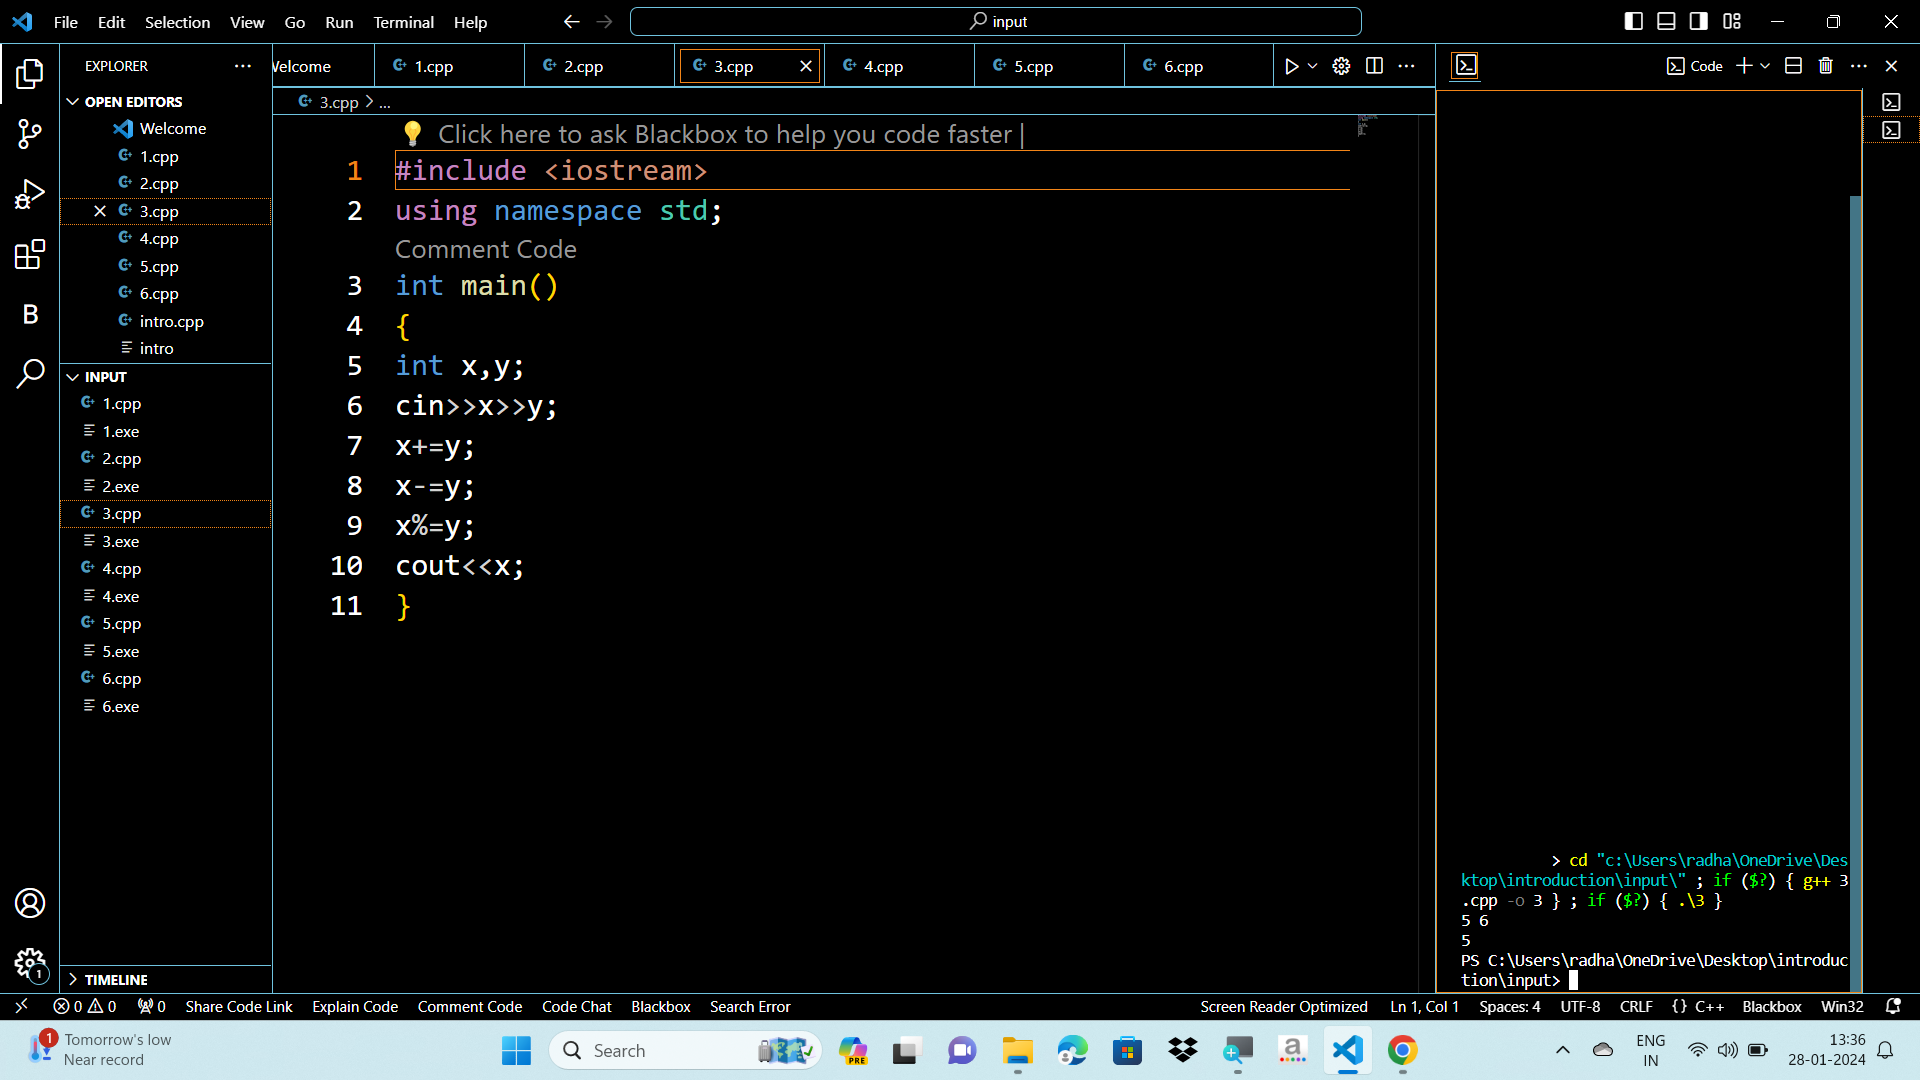 File Edit Selection View Go Run Terminal Help
input
EXPLORER
OPEN EDITORS
Welcome
1.cpp
2.cpp
3.cpp
4.cpp
5.cpp
6.cpp
intro.cpp
intro
INPUT
1.cpp
1.exe
2.cpp
2.exe
3.cpp
3.exe
4.cpp
4.exe
5.cpp
5.exe
6.cpp
6.exe
TIMELINE
Welcome 1.cpp 2.cpp 3.cpp 4.cpp 5.cpp 6.cpp
3.cpp > ...
Click here to ask Blackbox to help you code faster |
1 #include <iostream>
2 using namespace std;
Comment Code
3 int main()
4 {
5 int x,y;
6 cin>>x>>y;
7 x+=y;
8 x-=y;
9 x%=y;
10 cout<<x;
11 }
Code
> cd "c:\Users\radha\OneDrive\Des
ktop\introduction\input\" ; if ($?) { g++ 3
.cpp -o 3 } ; if ($?) { .\3 }
5 6
5
PS C:\Users\radha\OneDrive\Desktop\introduc
tion\input>
B
1
0 0 0 Share Code Link Explain Code Comment Code Code Chat Blackbox Search Error Screen Reader Optimized Ln 1, Col 1 Spaces: 4 UTF-8 CRLF {} C++ Blackbox Win32
1
Tomorrow's low
Near record
Search
PRE
a
ENG
IN
13:36
28-01-2024